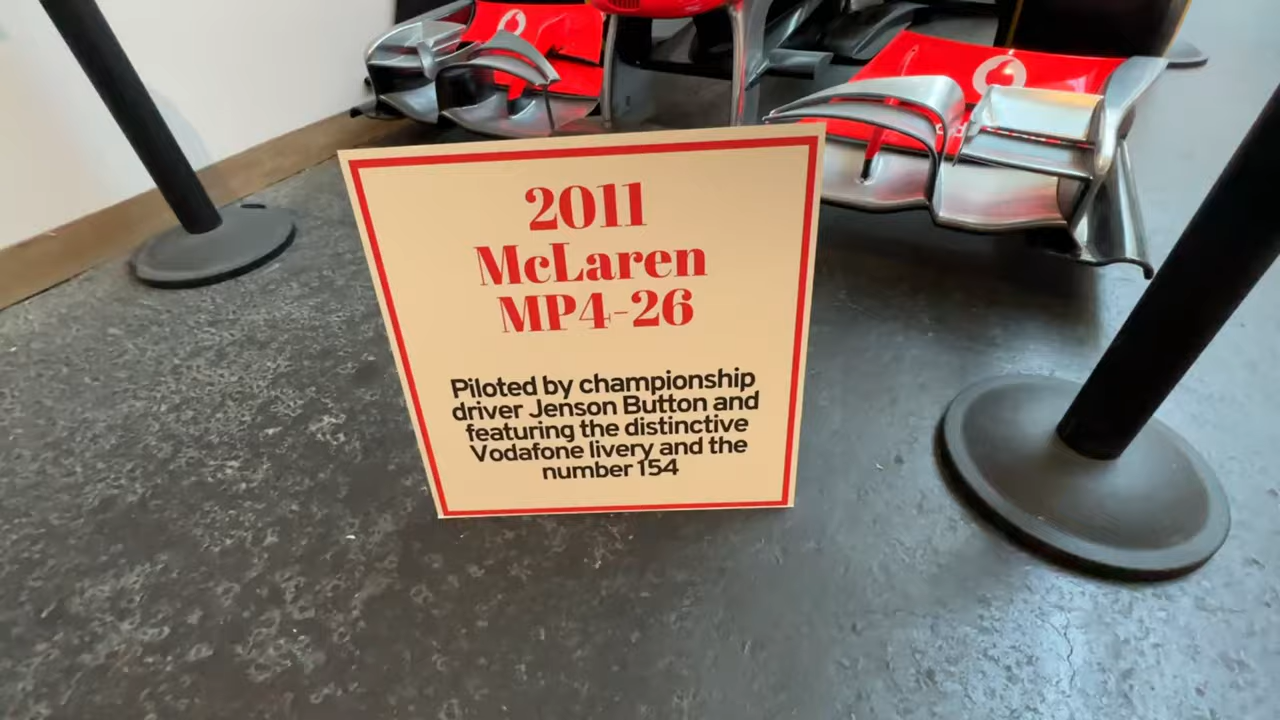 2011
McLaren
MP4-26
Piloted by championship
driver Jenson Button and
featuring the distinctive
Vodafone livery and the
number 154